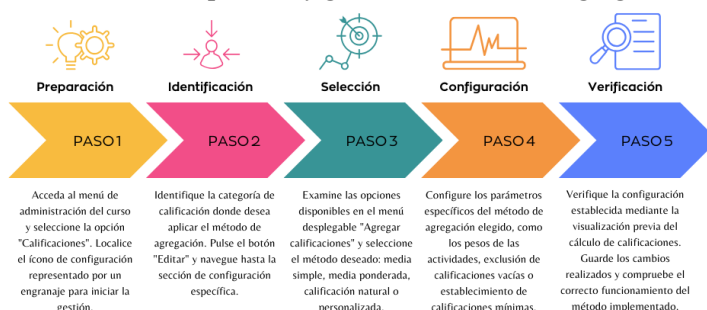 Preparación
Identificación
Selección
Configuración
Verificación
PASO 1
PASO 2
PASO 3
PASO 4
PASO 5
Acceda al menú de
administración del curso
y seleccione la opción
"Calificaciones". Localice
el ícono de configuración
representado por un
engranaje para iniciar la
gestión.
Identifique la categoría de
calificación donde desea
aplicar el método de
agregación. Pulse el botón
"Editar" y navegue hasta la
sección de configuración
específica.
Examine las opciones
disponibles en el menú
desplegable "Agregar
calificaciones" y seleccione
el método deseado: media
simple, media ponderada,
calificación natural o
personalizada.
Configure los parámetros
específicos del método de
agregación elegido, como
los pesos de las
actividades, exclusión de
calificaciones vacías o
establecimiento de
calificaciones mínimas.
Verifique la configuración
establecida mediante la
visualización previa del
cálculo de calificaciones.
Guarde los cambios
realizados y compruebe el
correcto funcionamiento del
método implementado.